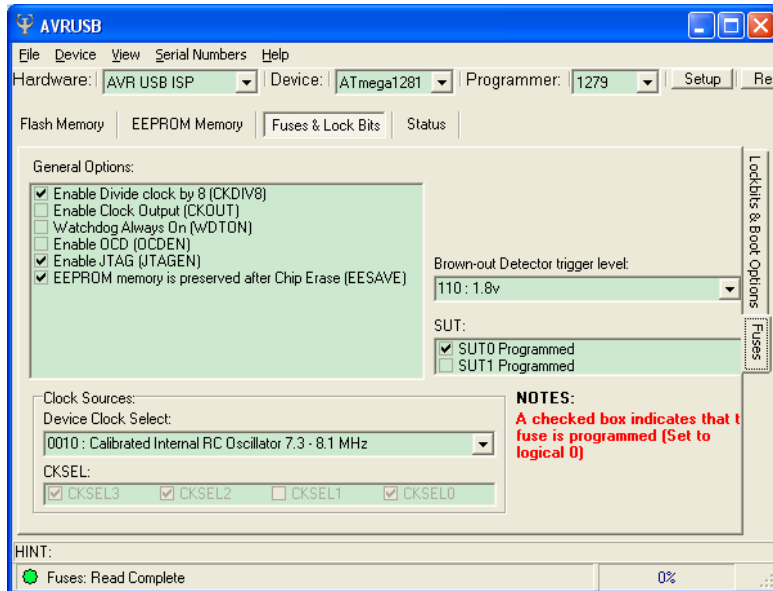 AVRUSB
File Device View Serial Numbers Help
Hardware: AVR USB ISP Device: ATmega1281 Programmer: 1279 Setup Re
Flash Memory EEPROM Memory Fuses & Lock Bits Status
General Options:
Enable Divide clock by 8 (CKDIV8)
Enable Clock Output (CKOUT)
Watchdog Always On (WDTON)
Enable OCD (OCDEN)
Enable JTAG (JTAGEN)
EEPROM memory is preserved after Chip Erase (EESAVE)
Brown-out Detector trigger level:
110 : 1.8v
SUT:
SUT0 Programmed
SUT1 Programmed
Lockbits & Boot Options
Fuses
Clock Sources:
Device Clock Select:
0010 : Calibrated Internal RC Oscillator 7.3 - 8.1 MHz
CKSEL:
CKSEL3 CKSEL2 CKSEL1 CKSEL0
NOTES:
A checked box indicates that t
fuse is programmed (Set to
logical 0)
HINT:
Fuses: Read Complete 0%